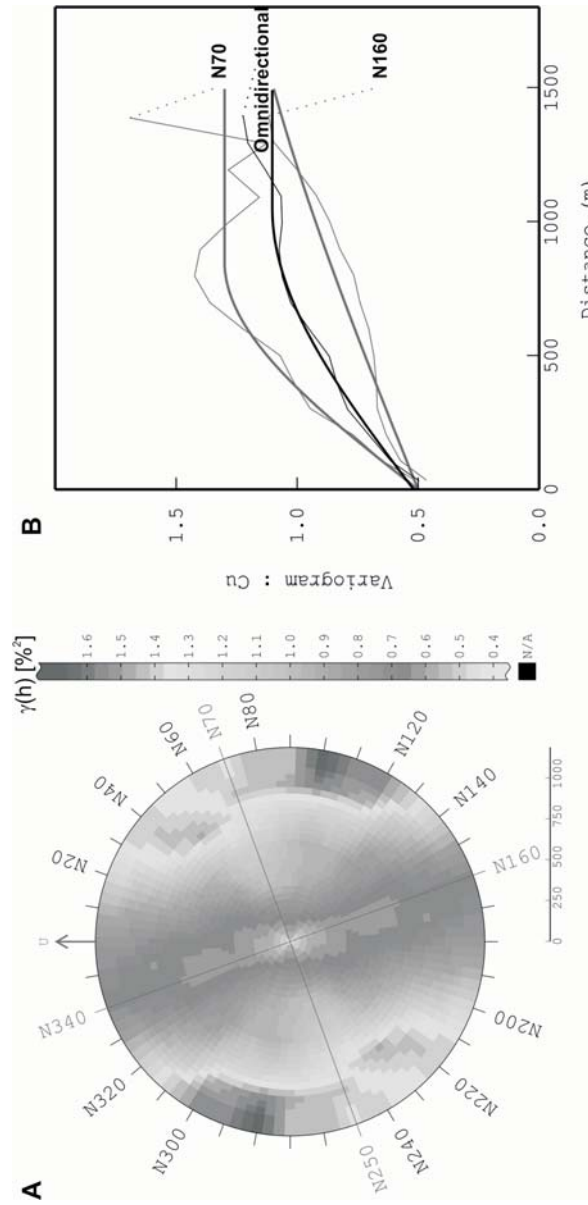 A
n
N20
N40
N60
N70
N80
N120
N140
N160
N200
N220
N240
N250
N300
N320
N340
γ(h) [%²]
1.6
1.5
1.4
1.3
1.2
1.1
1.0
0.9
0.8
0.7
0.6
0.5
0.4
N/A
0 250 500 750 1000
B
Variogram : Cu
1.5
1.0
0.5
0.0
N70
Omnidirectional
N160
0 500 1000 1500
Distance (m)